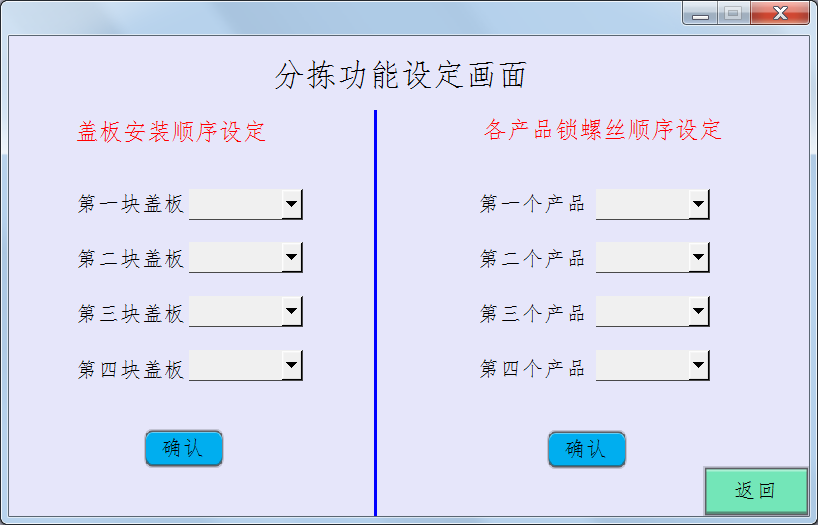 分拣功能设定画面
盖板安装顺序设定
第一块盖板
第二块盖板
第三块盖板
第四块盖板
确认
各产品锁螺丝顺序设定
第一个产品
第二个产品
第三个产品
第四个产品
确认
返回